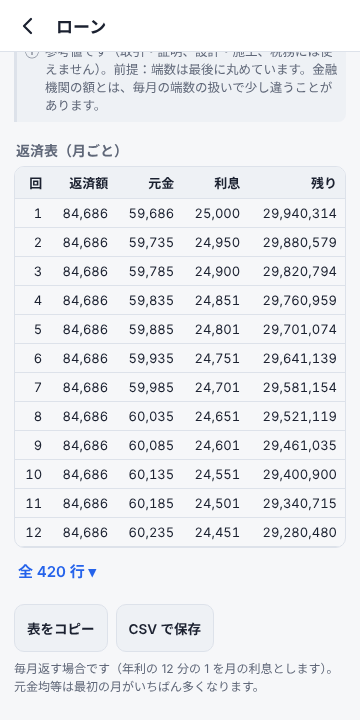 ローン
参考値です（取引・証明、設計・施工、税務には使
えません）。前提：端数は最後に丸めています。金融
機関の額とは、毎月の端数の扱いで少し違うことが
あります。
返済表（月ごと）
回 返済額 元金 利息 残り
1 84,686 59,686 25,000 29,940,314
2 84,686 59,735 24,950 29,880,579
3 84,686 59,785 24,900 29,820,794
4 84,686 59,835 24,851 29,760,959
5 84,686 59,885 24,801 29,701,074
6 84,686 59,935 24,751 29,641,139
7 84,686 59,985 24,701 29,581,154
8 84,686 60,035 24,651 29,521,119
9 84,686 60,085 24,601 29,461,035
10 84,686 60,135 24,551 29,400,900
11 84,686 60,185 24,501 29,340,715
12 84,686 60,235 24,451 29,280,480
全 420 行▼
表をコピー CSV で保存
毎月返す場合です（年利の 12 分の 1 を月の利息とします）。
元金均等は最初の月がいちばん多くなります。